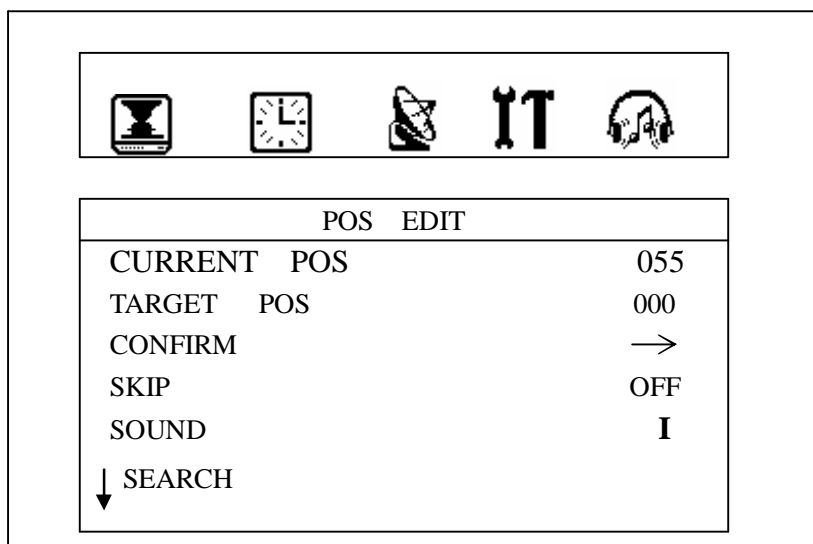 POS EDIT
CURRENT POS 055
TARGET POS 000
CONFIRM →
SKIP OFF
SOUND I
↓ SEARCH